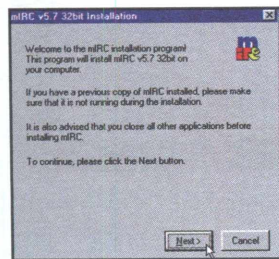 mIRC v5.7 32bit Installation
Welcome to the mIRC installation program!
This program will install mIRC v5.7 32bit on
your computer.
If you have a previous copy of mIRC installed, please make
sure that it is not running during the installation.
It is also advised that you close all other applications before
installing mIRC.
To continue, please click the Next button.
Next >
Cancel